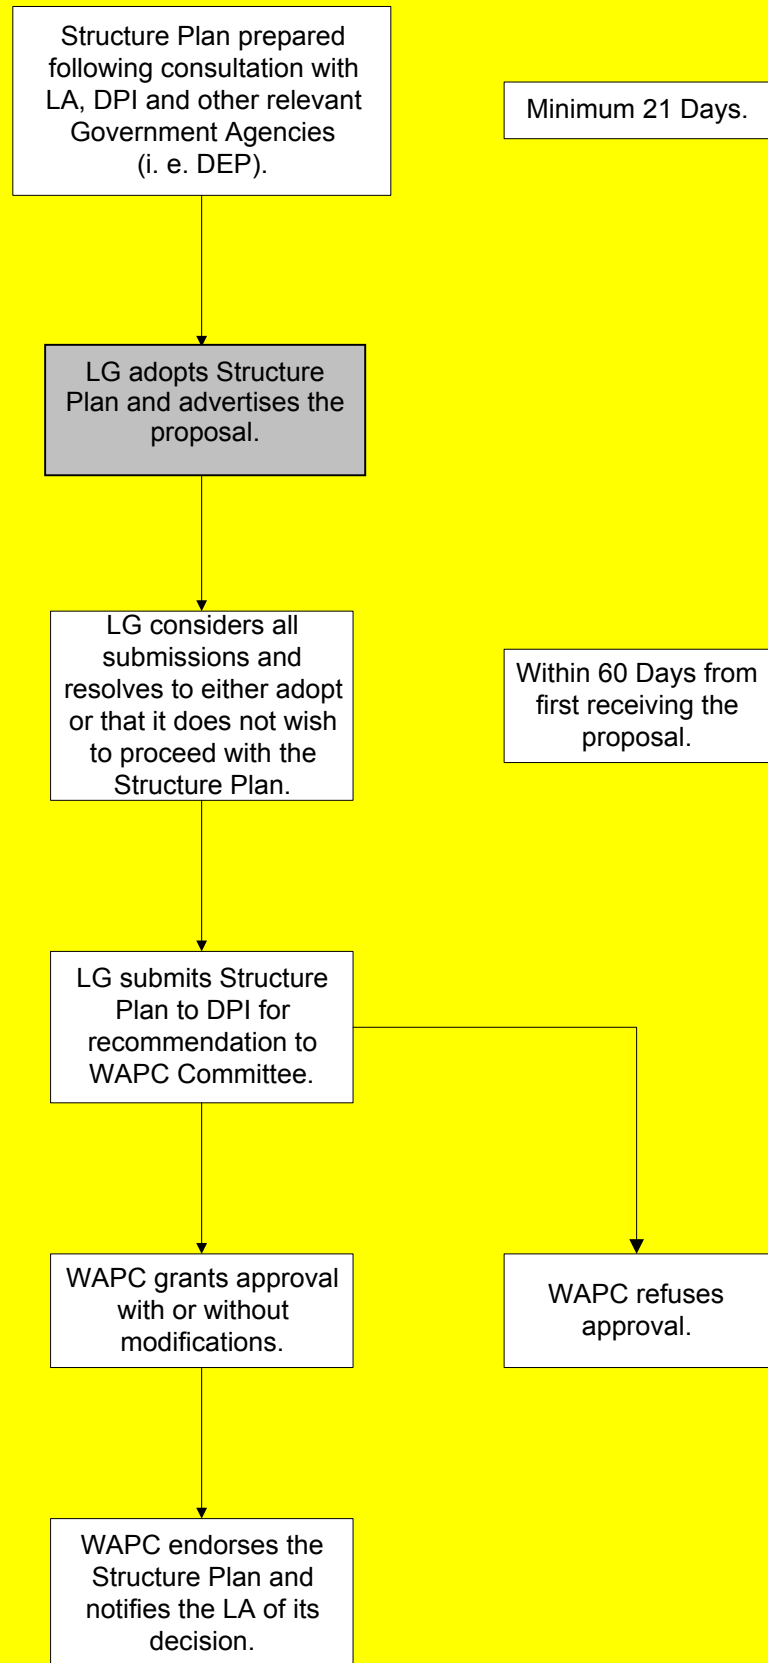 Structure Plan prepared
following consultation with
LA, DPI and other relevant
Government Agencies
(i. e. DEP).
Minimum 21 Days.
LG adopts Structure
Plan and advertises the
proposal.
LG considers all
submissions and
resolves to either adopt
or that it does not wish
to proceed with the
Structure Plan.
Within 60 Days from
first receiving the
proposal.
LG submits Structure
Plan to DPI for
recommendation to
WAPC Committee.
WAPC grants approval
with or without
modifications.
WAPC refuses
approval.
WAPC endorses the
Structure Plan and
notifies the LA of its
decision.